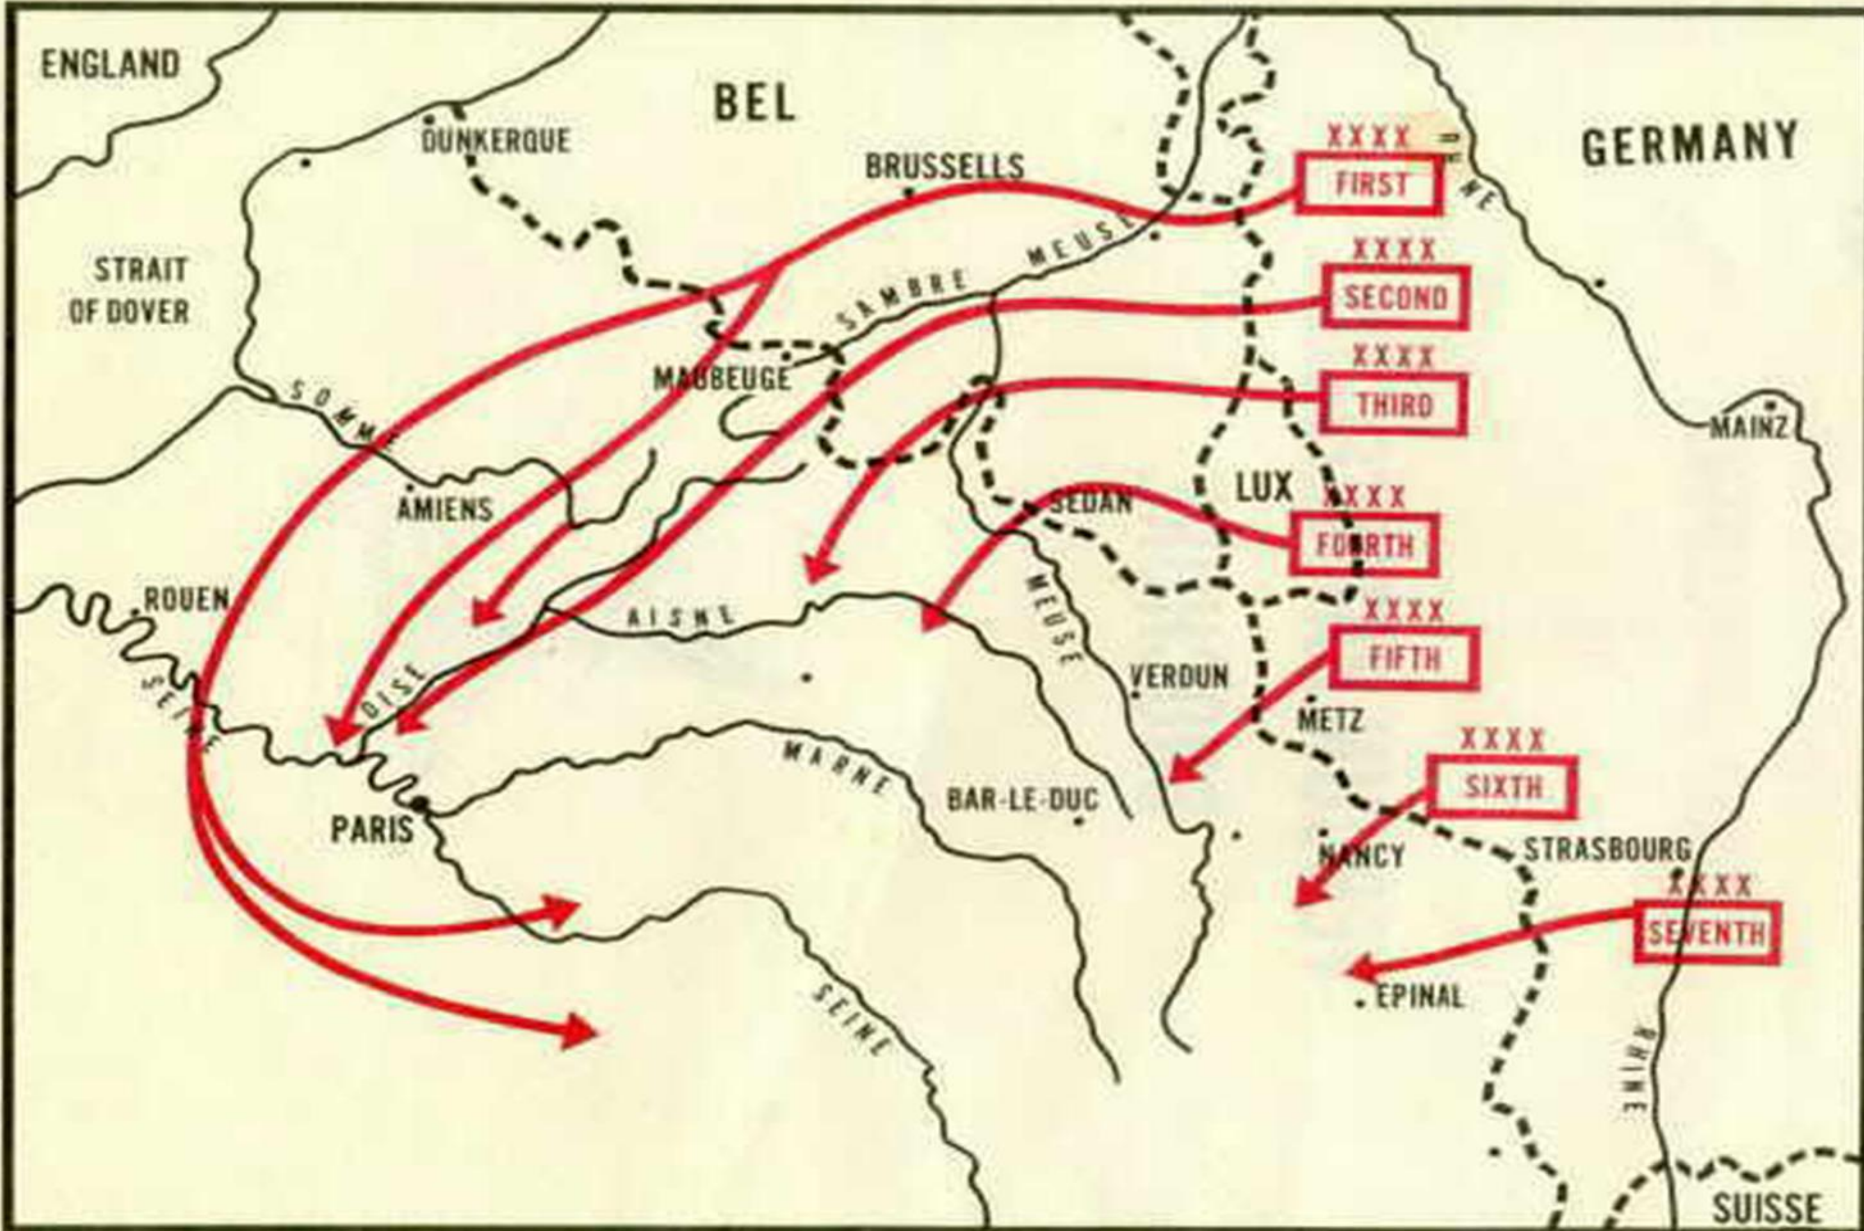 ENGLAND
BEL
GERMANY
DUNKERQUE
BRUSSELLS
XXXX
FIRST
NE
STRAIT
OF DOVER
MEUSE
SAMBRE
XXXX
SECOND
XXXX
THIRD
MAUBEUGE
SOMME
MAINZ
AMIENS
SEDAN
LUX
XXXX
FOURTH
ROUEN
AISNE
MEUSE
XXXX
FIFTH
OISE
SEINE
VERDUN
METZ
XXXX
SIXTH
MARNE
BAR-LE-DUC
PARIS
NANCY
STRASBOURG
XXXX
SEVENTH
EPINAL
SEINE
RHINE
SUISSE